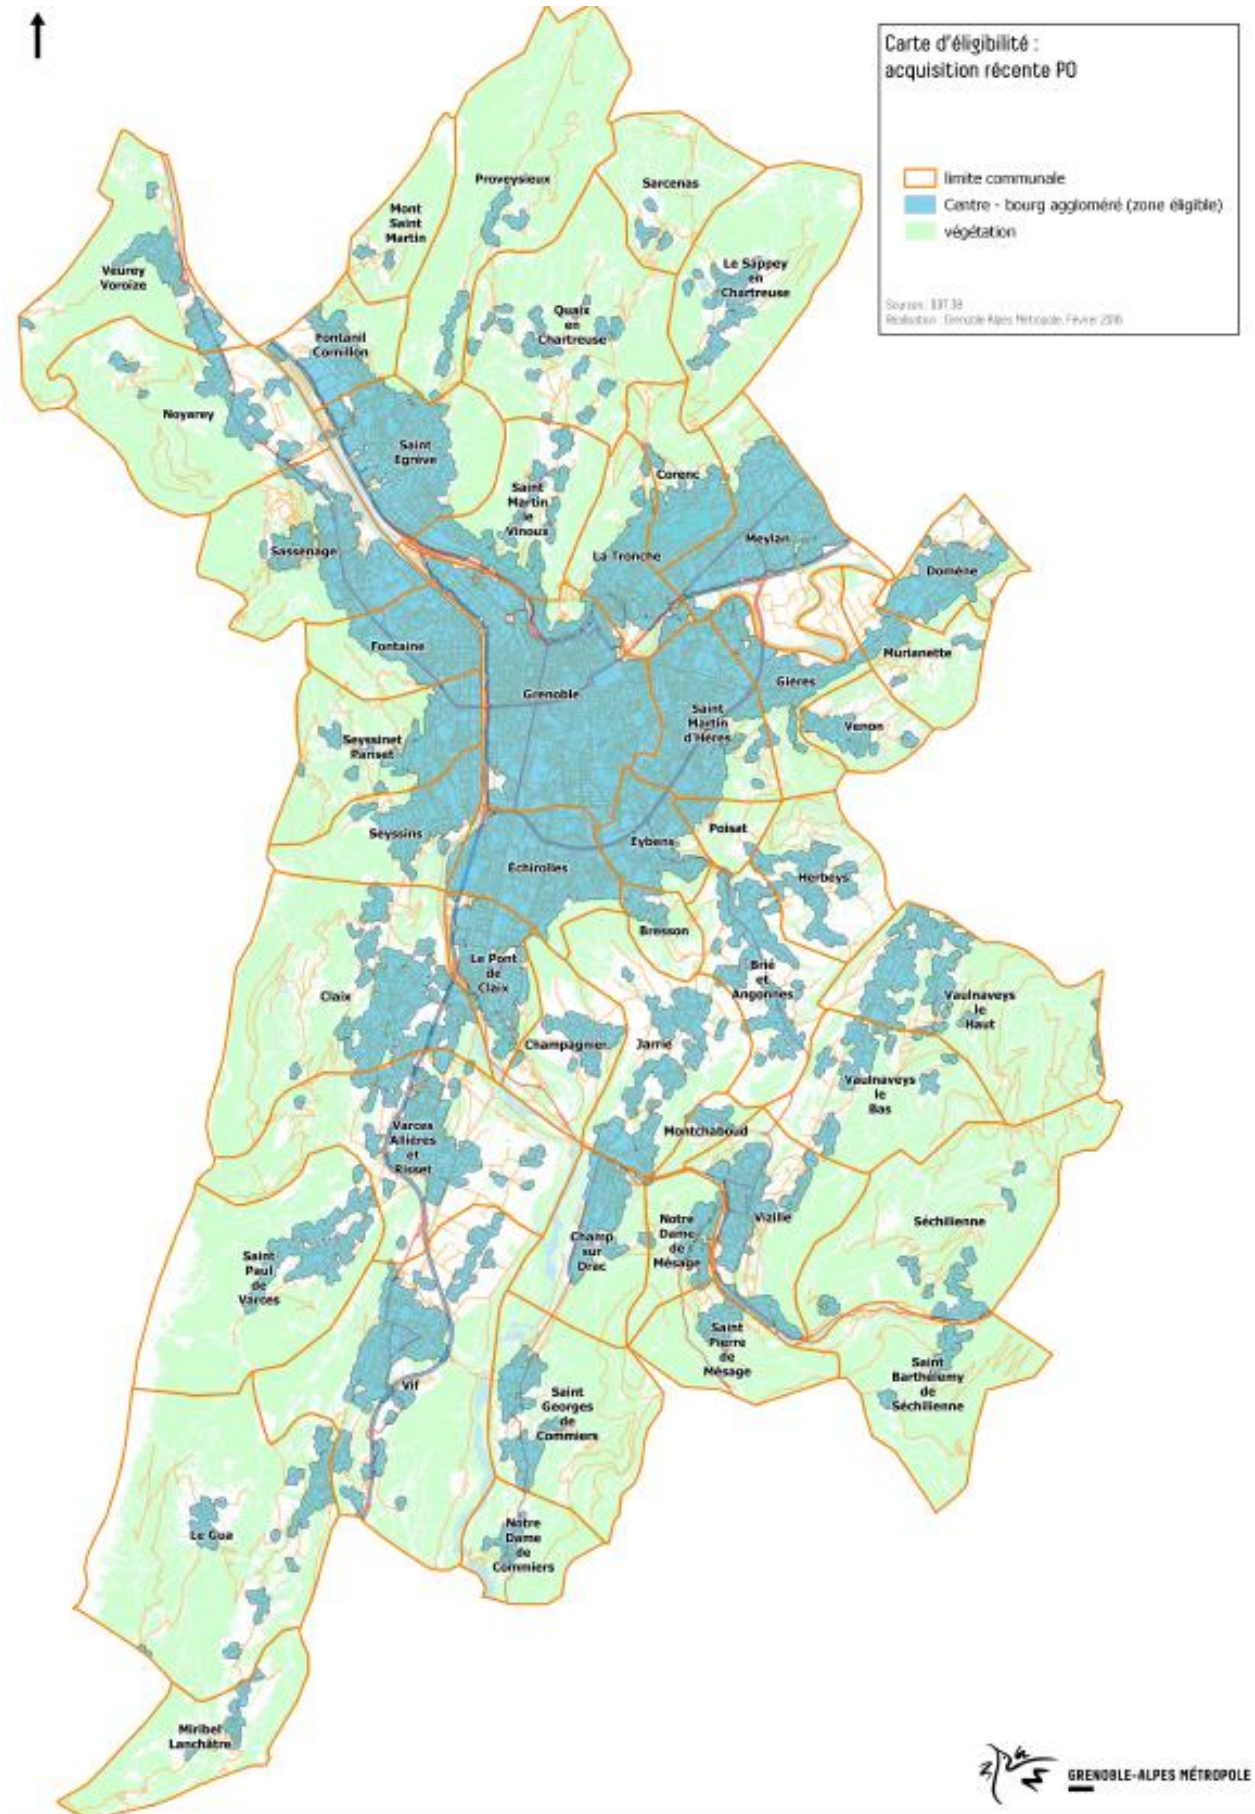 Carte d'éligibilité :
acquisition récente PO
limite communale
Centre - bourg aggloméré (zone éligible)
végétation
Sources : DDT 38
Réalisation : Grenoble Alpes Métropole, Février 2016
Proveysieux
Sarcenas
Mont
Saint
Martin
Le Sappey
en
Chartreuse
Veurey
Voroize
Quaix
en
Chartreuse
Fontanil
Cornillon
Noyarey
Saint
Egrève
Corenc
Saint
Martin
le
Vinoux
Meylan
Sassenage
La Tronche
Domène
Fontaine
Murianette
Gières
Grenoble
Saint
Martin
d'Hères
Venon
Seyssinet
Pariset
Seyssins
Poisat
Eybens
Échirolles
Herbeys
Bresson
Le Pont
de
Claix
Brié
et
Angonnes
Claix
Vaulnaveys
le
Haut
Champagnier
Jarrie
Vaulnaveys
le
Bas
Varces
Allières
et
Risset
Montchaboud
Notre
Dame
de
Mésage
Vizille
Séchilienne
Champ
sur
Drac
Saint
Paul
de
Varces
Saint
Pierre
de
Mésage
Saint
Barthélemy
de
Séchilienne
Vif
Saint
Georges
de
Commiers
Le Gua
Notre
Dame
de
Commiers
Miribel
Lanchâtre
GRENOBLE-ALPES MÉTROPOLE